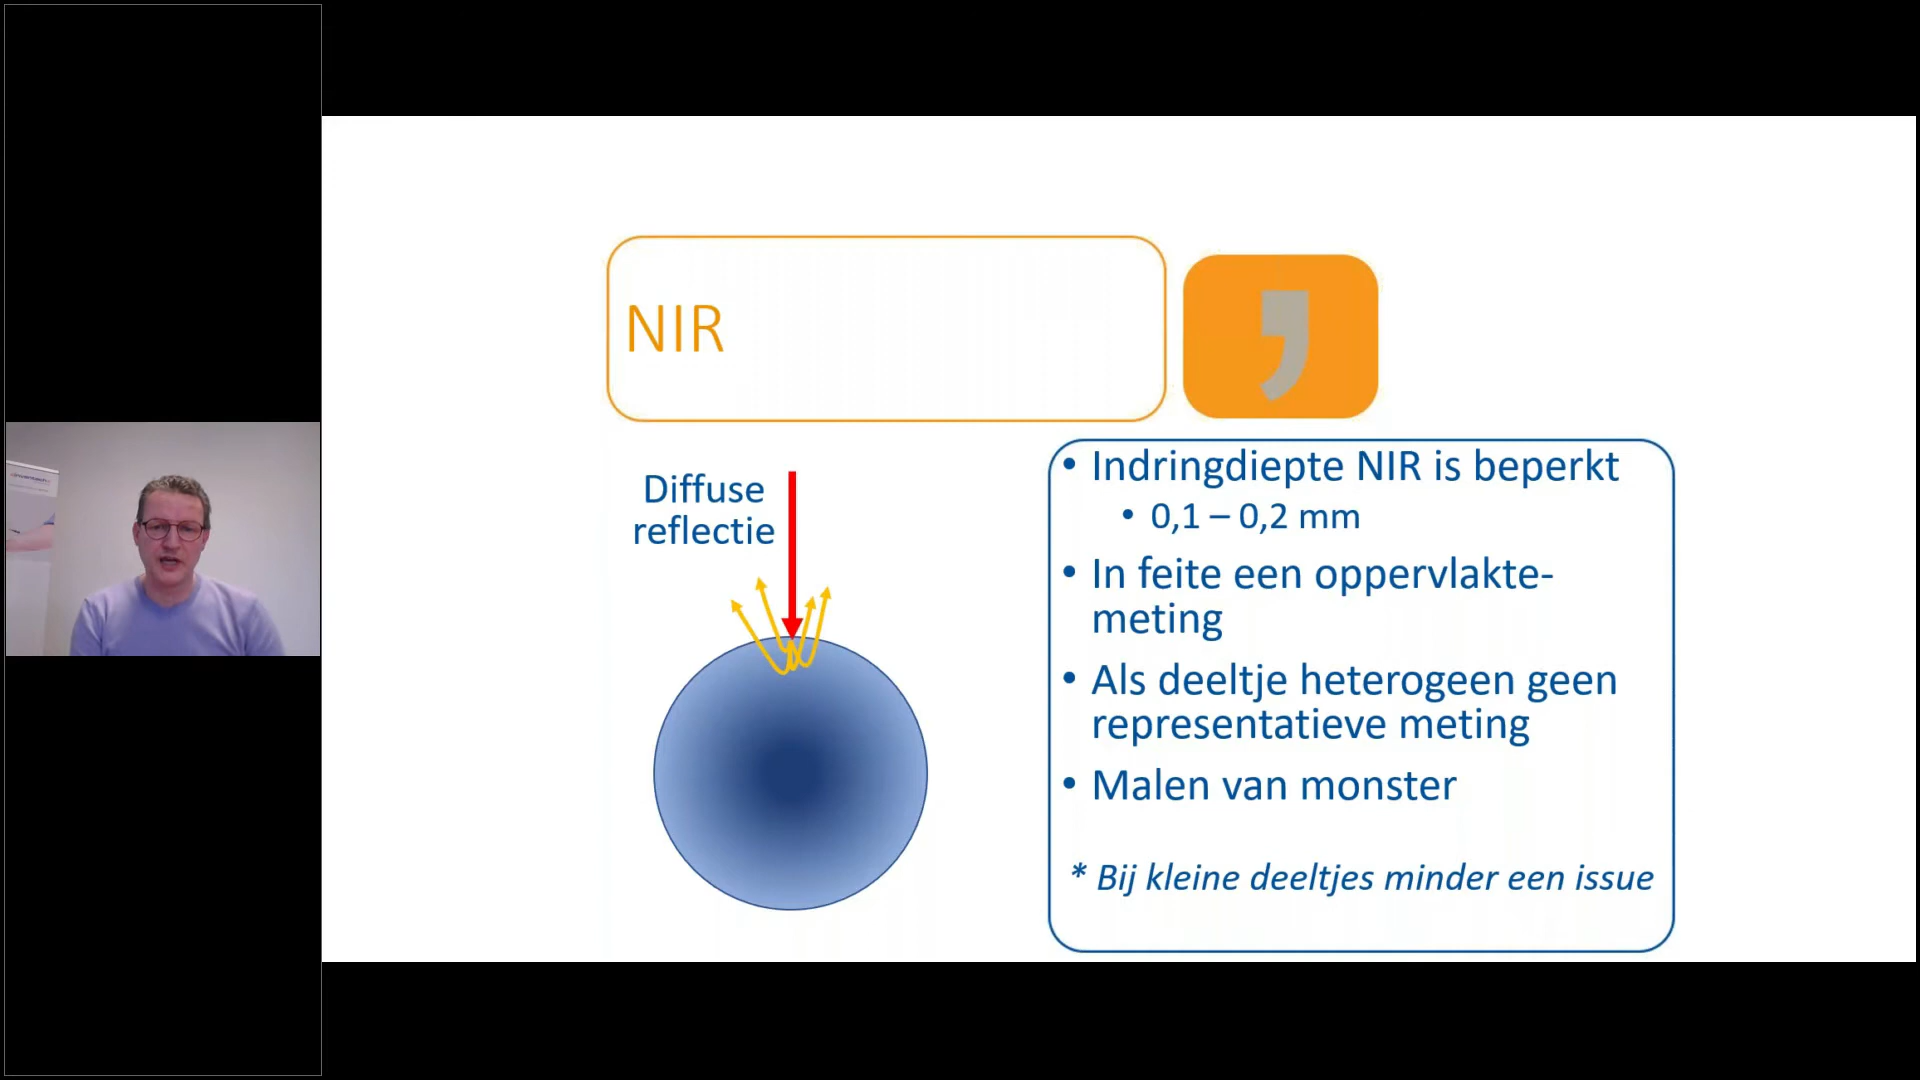 NIR
,
Diffuse
reflectie
• Indringdiepte NIR is beperkt
• 0,1 – 0,2 mm
• In feite een oppervlakte-
meting
• Als deeltje heterogeen geen
representatieve meting
• Malen van monster
* Bij kleine deeltjes minder een issue